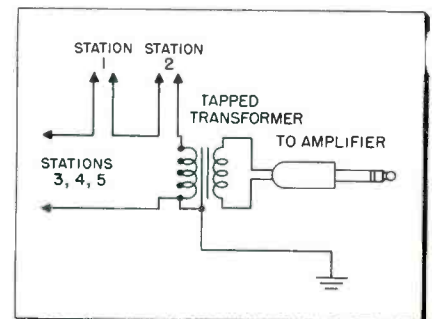 STATION STATION
1 2
TAPPED
TRANSFORMER
TO AMPLIFIER
STATIONS
3, 4, 5